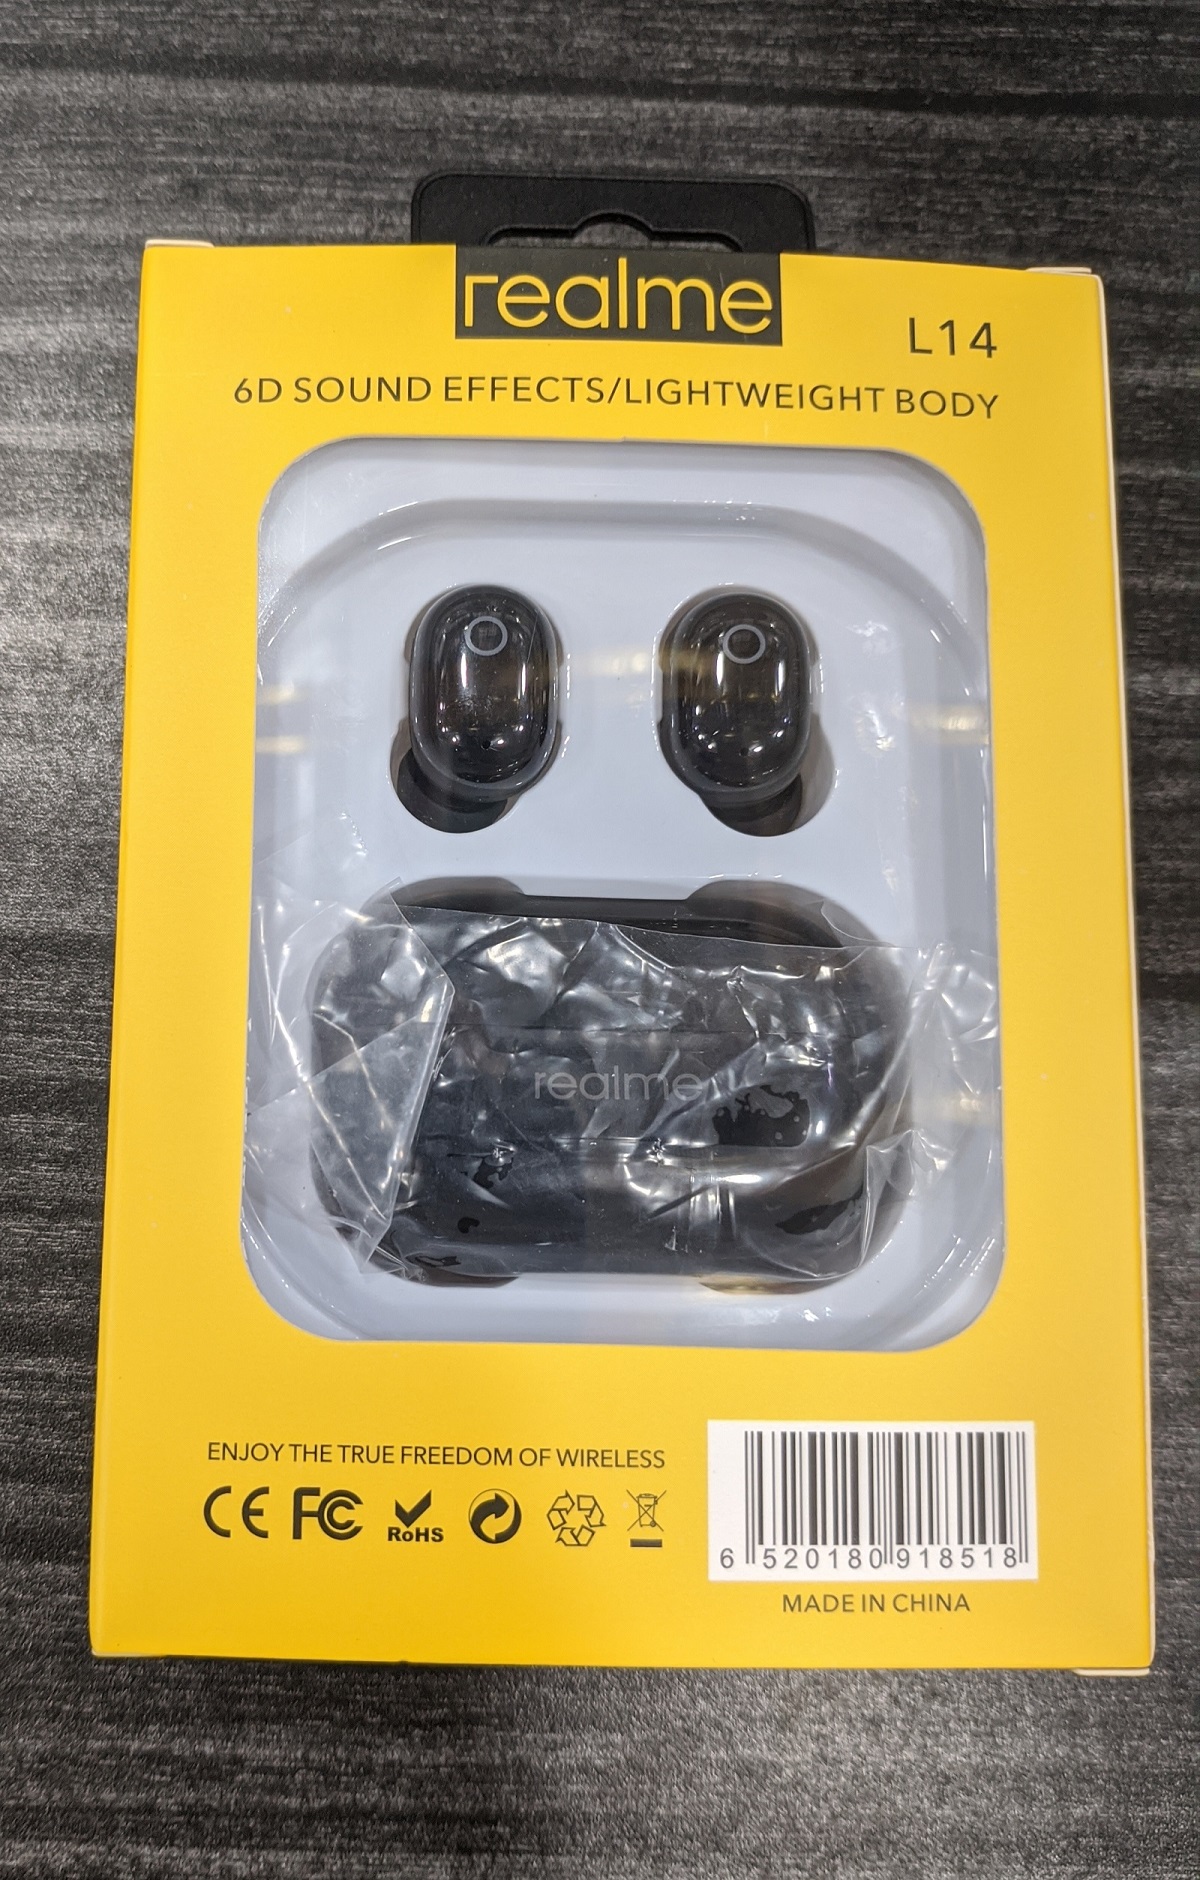 realme
L14
6D SOUND EFFECTS/LIGHTWEIGHT BODY
realme
ENJOY THE TRUE FREEDOM OF WIRELESS
CE FC RoHS
6 520180 918518
MADE IN CHINA